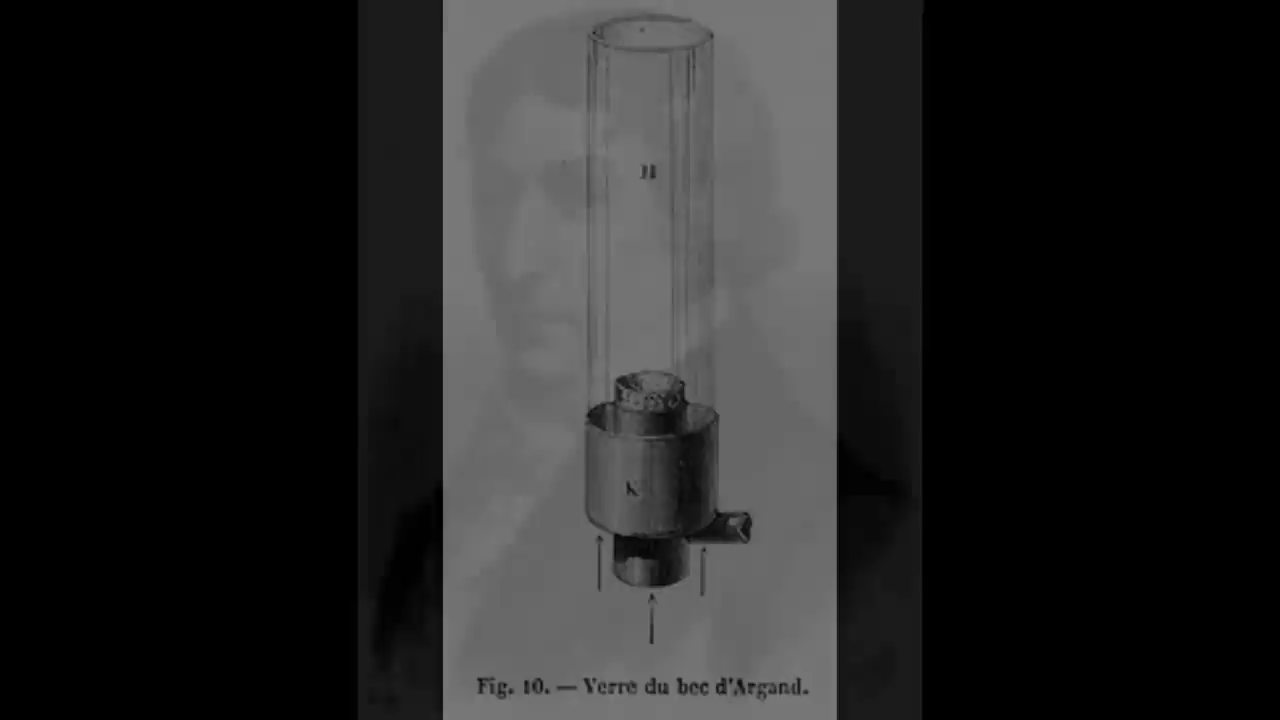 H
K
Fig. 10. — Verre du bec d'Argand.